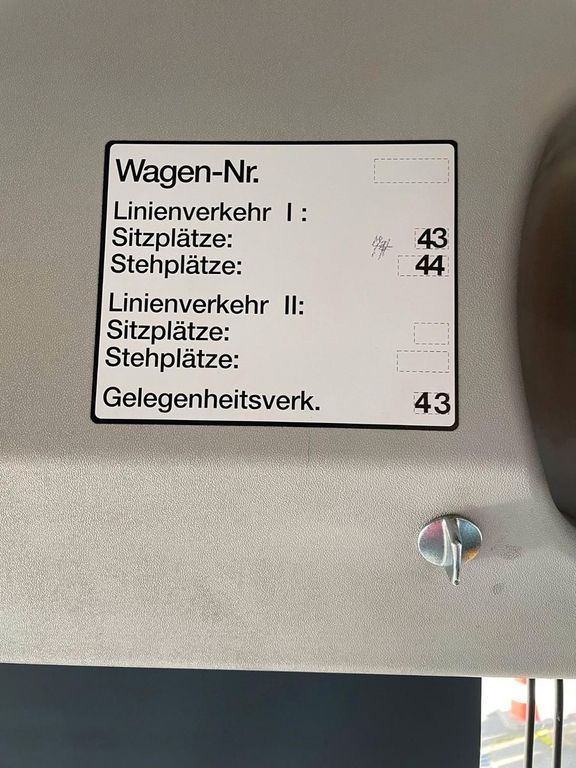 Wagen-Nr.
Linienverkehr I :
Sitzplätze: 43
Stehplätze: 44
Linienverkehr II:
Sitzplätze:
Stehplätze:
Gelegenheitsverk. 43